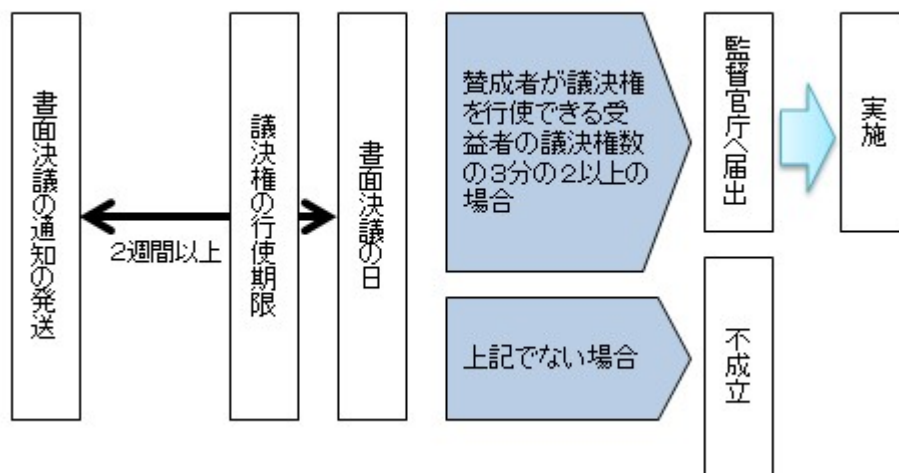 書面決議の通知の発送
2週間以上
議決権の行使期限
書面決議の日
賛成者が議決権
を行使できる受
益者の議決権数
の3分の2以上の
場合
監督官庁へ届出
実施
上記でない場合
不成立